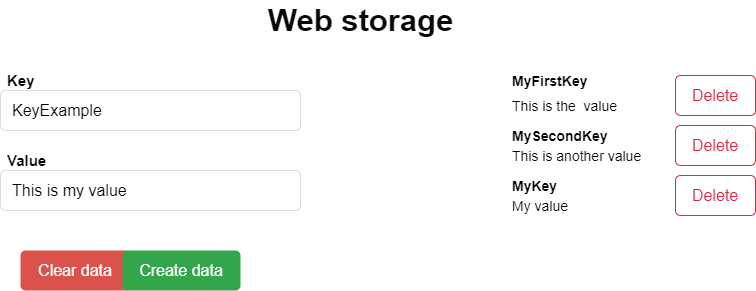 Web storage
Key
KeyExample
Value
This is my value
Clear data
Create data
MyFirstKey
This is the  value
Delete
MySecondKey
This is another value
Delete
MyKey
My value
Delete